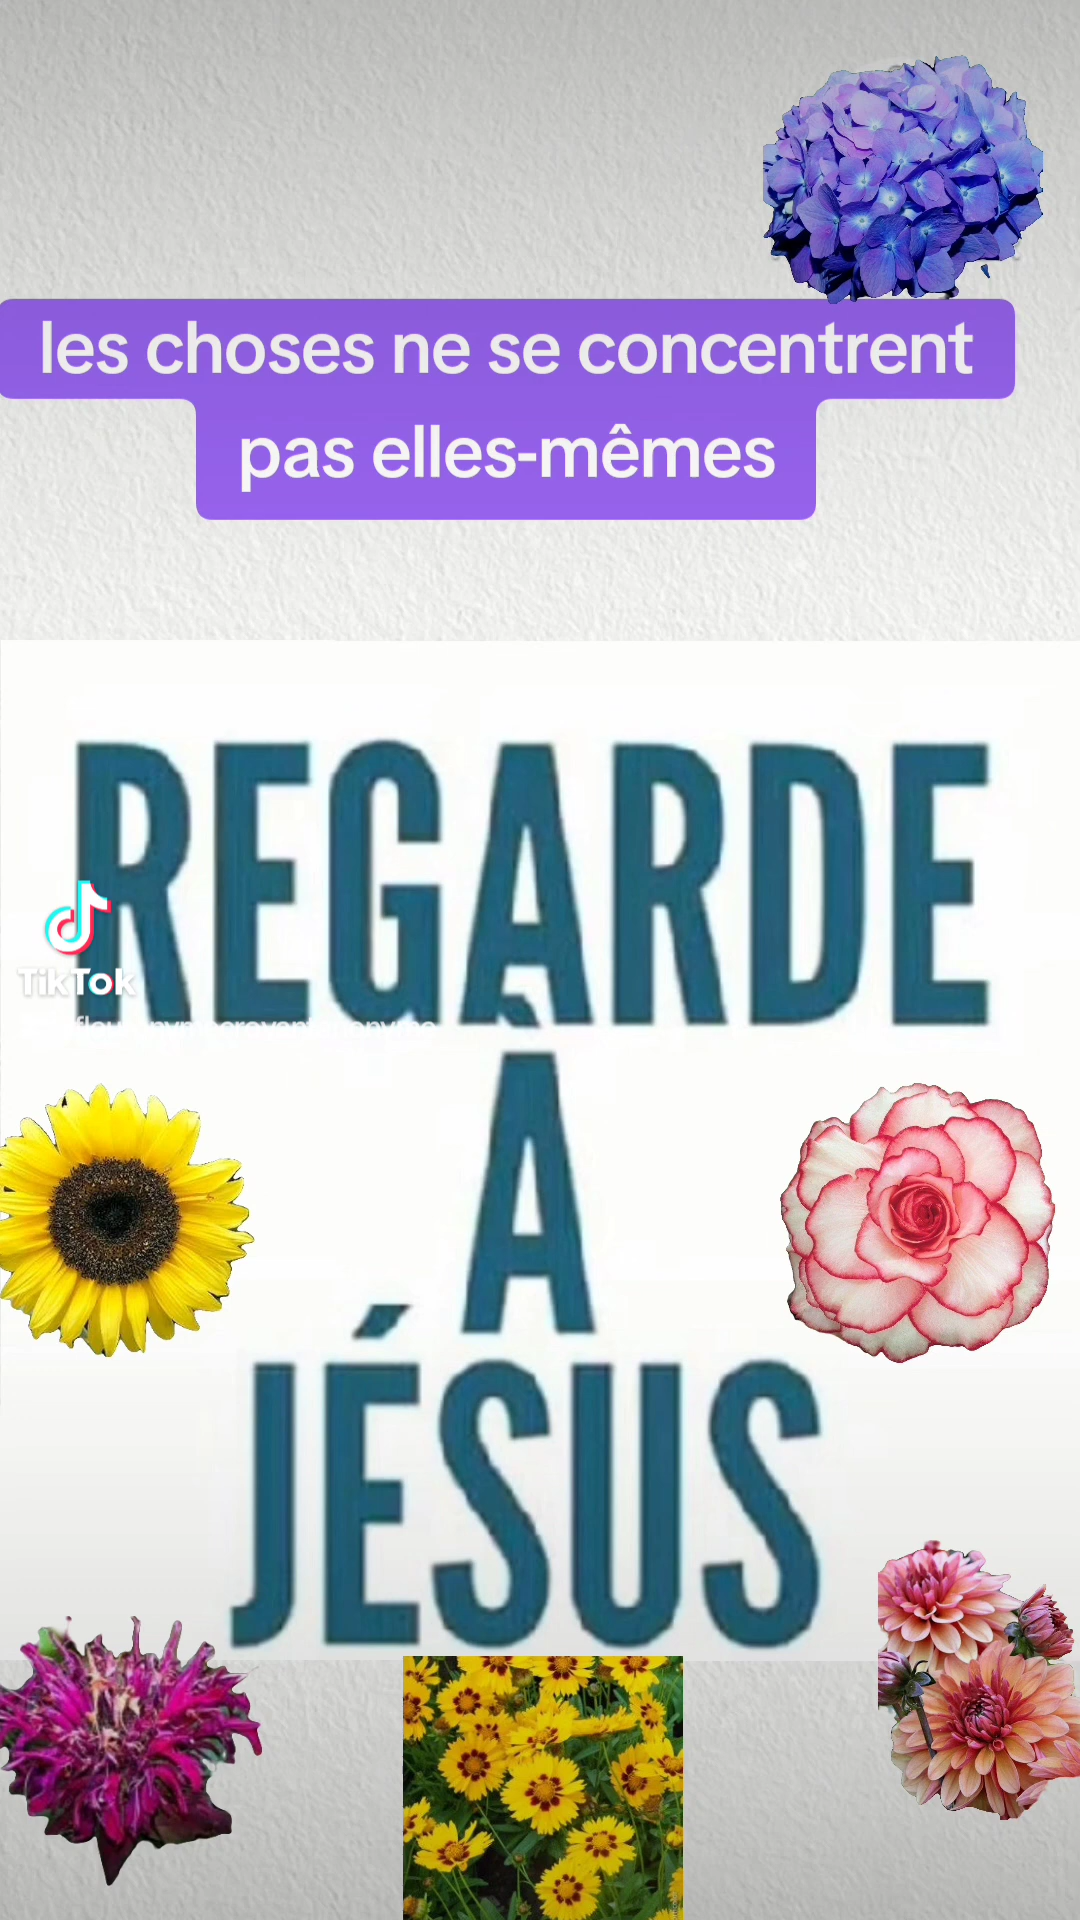 les choses ne se concentrent
pas elles-mêmes
REGARDE
À
JÉSUS
TikTok